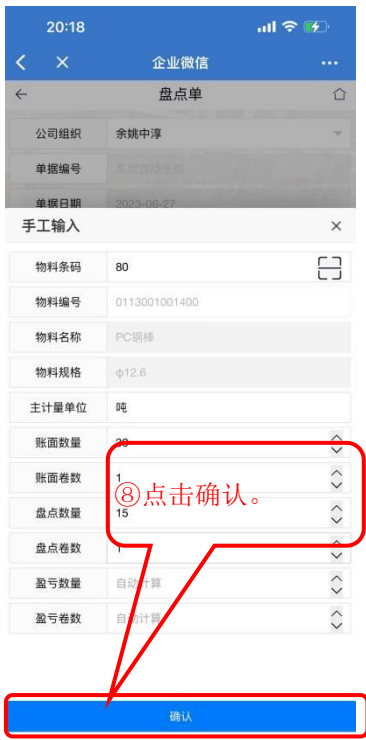 20:18
企业微信
盘点单
公司组织 余姚中淳
单据编号 系统自动生成
单据日期 2023-06-27
手工输入
物料条码 80
物料编号 0113001001400
物料名称 PC钢棒
物料规格 φ12.6
主计量单位 吨
账面数量
账面卷数 1
⑧点击确认。
盘点数量 15
盘点卷数 1
盈亏数量 自动计算
盈亏卷数 自动计算
确认